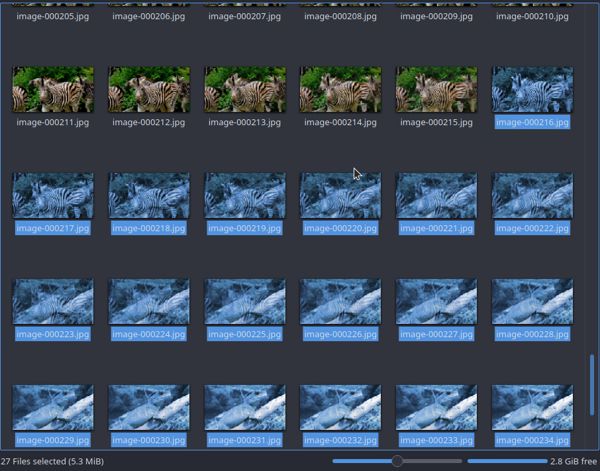 image-000205.jpg image-000206.jpg image-000207.jpg image-000208.jpg image-000209.jpg image-000210.jpg
image-000211.jpg image-000212.jpg image-000213.jpg image-000214.jpg image-000215.jpg image-000216.jpg
image-000217.jpg image-000218.jpg image-000219.jpg image-000220.jpg image-000221.jpg image-000222.jpg
image-000223.jpg image-000224.jpg image-000225.jpg image-000226.jpg image-000227.jpg image-000228.jpg
image-000229.jpg image-000230.jpg image-000231.jpg image-000232.jpg image-000233.jpg image-000234.jpg
27 Files selected (5.3 MiB) 2.8 GiB free